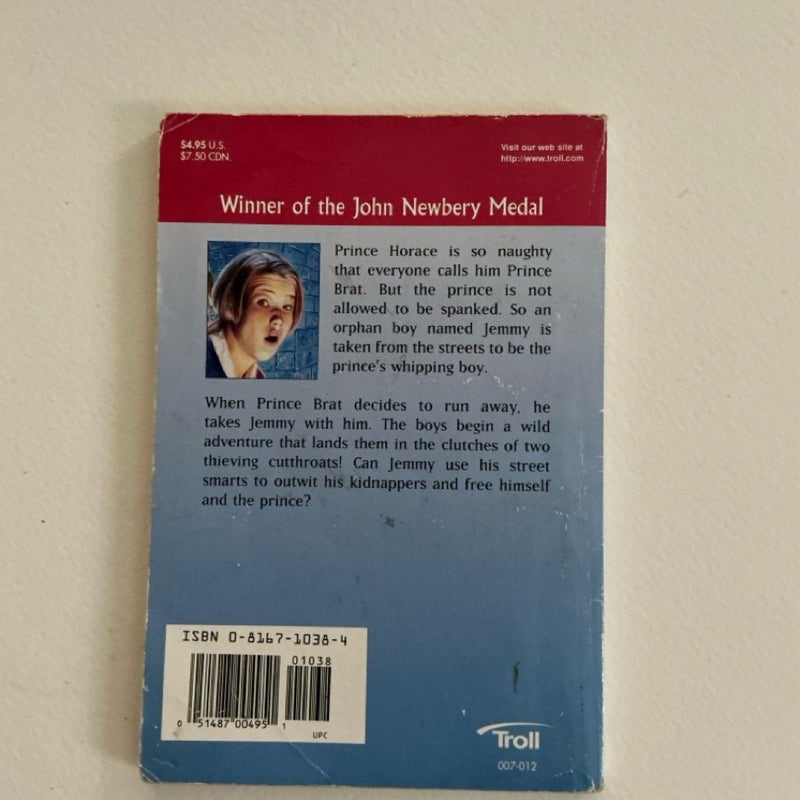 $4.95 U.S.
$7.50 CDN.
Visit our web site at
http://www.troll.com
Winner of the John Newbery Medal
Prince Horace is so naughty
that everyone calls him Prince
Brat. But the prince is not
allowed to be spanked. So an
orphan boy named Jemmy is
taken from the streets to be the
prince's whipping boy.
When Prince Brat decides to run away, he
takes Jemmy with him. The boys begin a wild
adventure that lands them in the clutches of two
thieving cutthroats! Can Jemmy use his street
smarts to outwit his kidnappers and free himself
and the prince?
ISBN 0-8167-1038-4
01038
0 51487 00495 1
UPC
Troll
007-012